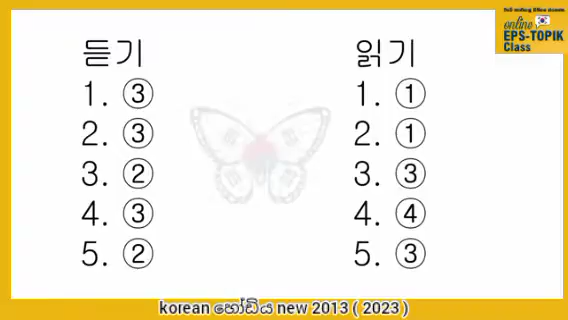 online
EPS-TOPIK
Class
듣기
1. ③
2. ③
3. ②
4. ③
5. ②
읽기
1. ①
2. ①
3. ③
4. ④
5. ③
korean හෝඩිය new 2013 ( 2023 )